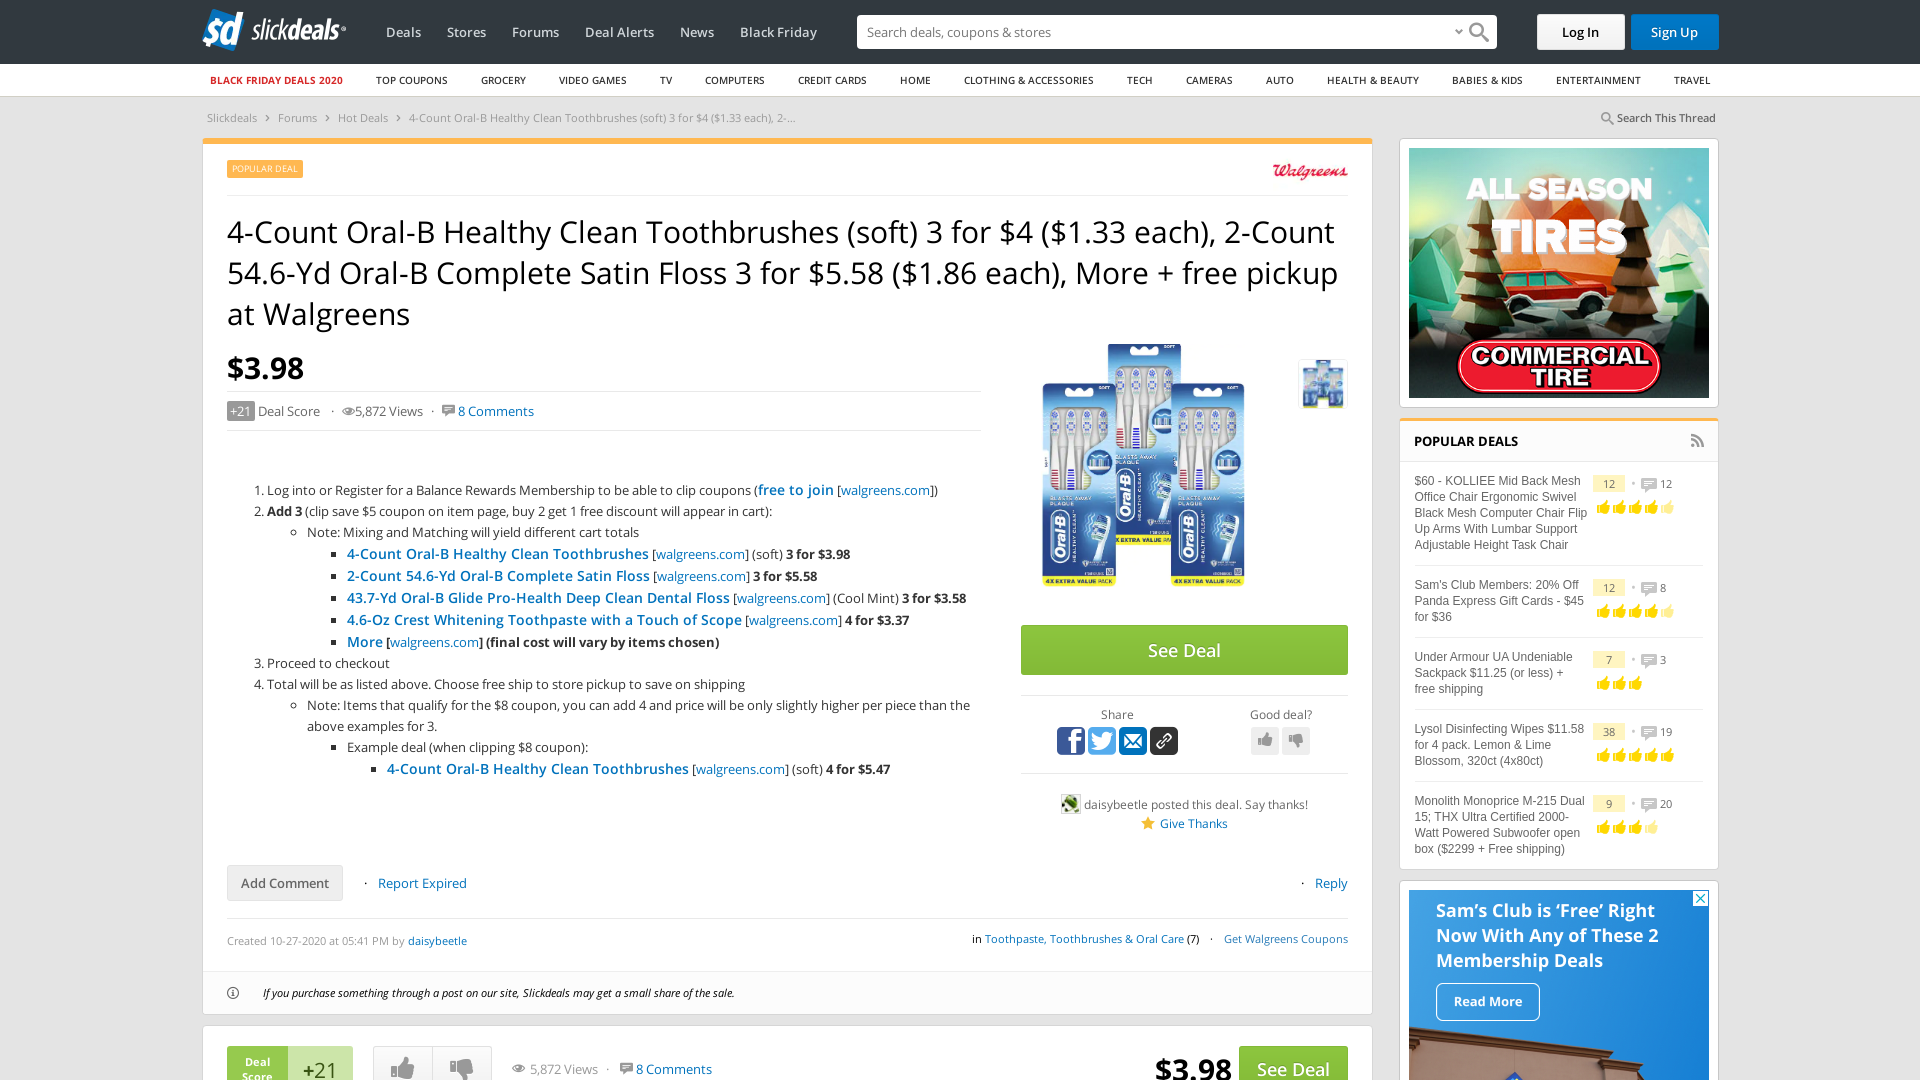 slickdeals
Deals Stores Forums Deal Alerts News Black Friday
Search deals, coupons & stores
Log In
Sign Up
BLACK FRIDAY DEALS 2020 TOP COUPONS GROCERY VIDEO GAMES TV COMPUTERS CREDIT CARDS HOME CLOTHING & ACCESSORIES TECH CAMERAS AUTO HEALTH & BEAUTY BABIES & KIDS ENTERTAINMENT TRAVEL
Slickdeals › Forums › Hot Deals › 4-Count Oral-B Healthy Clean Toothbrushes (soft) 3 for $4 ($1.33 each), 2-...
Search This Thread
POPULAR DEAL
Walgreens
4-Count Oral-B Healthy Clean Toothbrushes (soft) 3 for $4 ($1.33 each), 2-Count
54.6-Yd Oral-B Complete Satin Floss 3 for $5.58 ($1.86 each), More + free pickup
at Walgreens
$3.98
+21 Deal Score · 5,872 Views · 8 Comments
1. Log into or Register for a Balance Rewards Membership to be able to clip coupons (free to join [walgreens.com])
2. Add 3 (clip save $5 coupon on item page, buy 2 get 1 free discount will appear in cart):
Note: Mixing and Matching will yield different cart totals
4-Count Oral-B Healthy Clean Toothbrushes [walgreens.com] (soft) 3 for $3.98
2-Count 54.6-Yd Oral-B Complete Satin Floss [walgreens.com] 3 for $5.58
43.7-Yd Oral-B Glide Pro-Health Deep Clean Dental Floss [walgreens.com] (Cool Mint) 3 for $3.58
4.6-Oz Crest Whitening Toothpaste with a Touch of Scope [walgreens.com] 4 for $3.37
More [walgreens.com] (final cost will vary by items chosen)
3. Proceed to checkout
4. Total will be as listed above. Choose free ship to store pickup to save on shipping
Note: Items that qualify for the $8 coupon, you can add 4 and price will be only slightly higher per piece than the
above examples for 3.
Example deal (when clipping $8 coupon):
4-Count Oral-B Healthy Clean Toothbrushes [walgreens.com] (soft) 4 for $5.47
SOFT
BLASTS AWAY
PLAQUE
Oral-B
HEALTHY CLEAN
4X EXTRA VALUE PACK
See Deal
Share
Good deal?
daisybeetle posted this deal. Say thanks!
Give Thanks
Add Comment · Report Expired
· Reply
Created 10-27-2020 at 05:41 PM by daisybeetle
in Toothpaste, Toothbrushes & Oral Care (7) · Get Walgreens Coupons
If you purchase something through a post on our site, Slickdeals may get a small share of the sale.
Deal
Score
+21
5,872 Views · 8 Comments
$3.98
See Deal
ALL SEASON
TIRES
COMMERCIAL
TIRE
POPULAR DEALS
$60 - KOLLIEE Mid Back Mesh
Office Chair Ergonomic Swivel
Black Mesh Computer Chair Flip
Up Arms With Lumbar Support
Adjustable Height Task Chair
12 · 12
Sam's Club Members: 20% Off
Panda Express Gift Cards - $45
for $36
12 · 8
Under Armour UA Undeniable
Sackpack $11.25 (or less) +
free shipping
7 · 3
Lysol Disinfecting Wipes $11.58
for 4 pack. Lemon & Lime
Blossom, 320ct (4x80ct)
38 · 19
Monolith Monoprice M-215 Dual
15; THX Ultra Certified 2000-
Watt Powered Subwoofer open
box ($2299 + Free shipping)
9 · 20
Sam's Club is 'Free' Right
Now With Any of These 2
Membership Deals
Read More